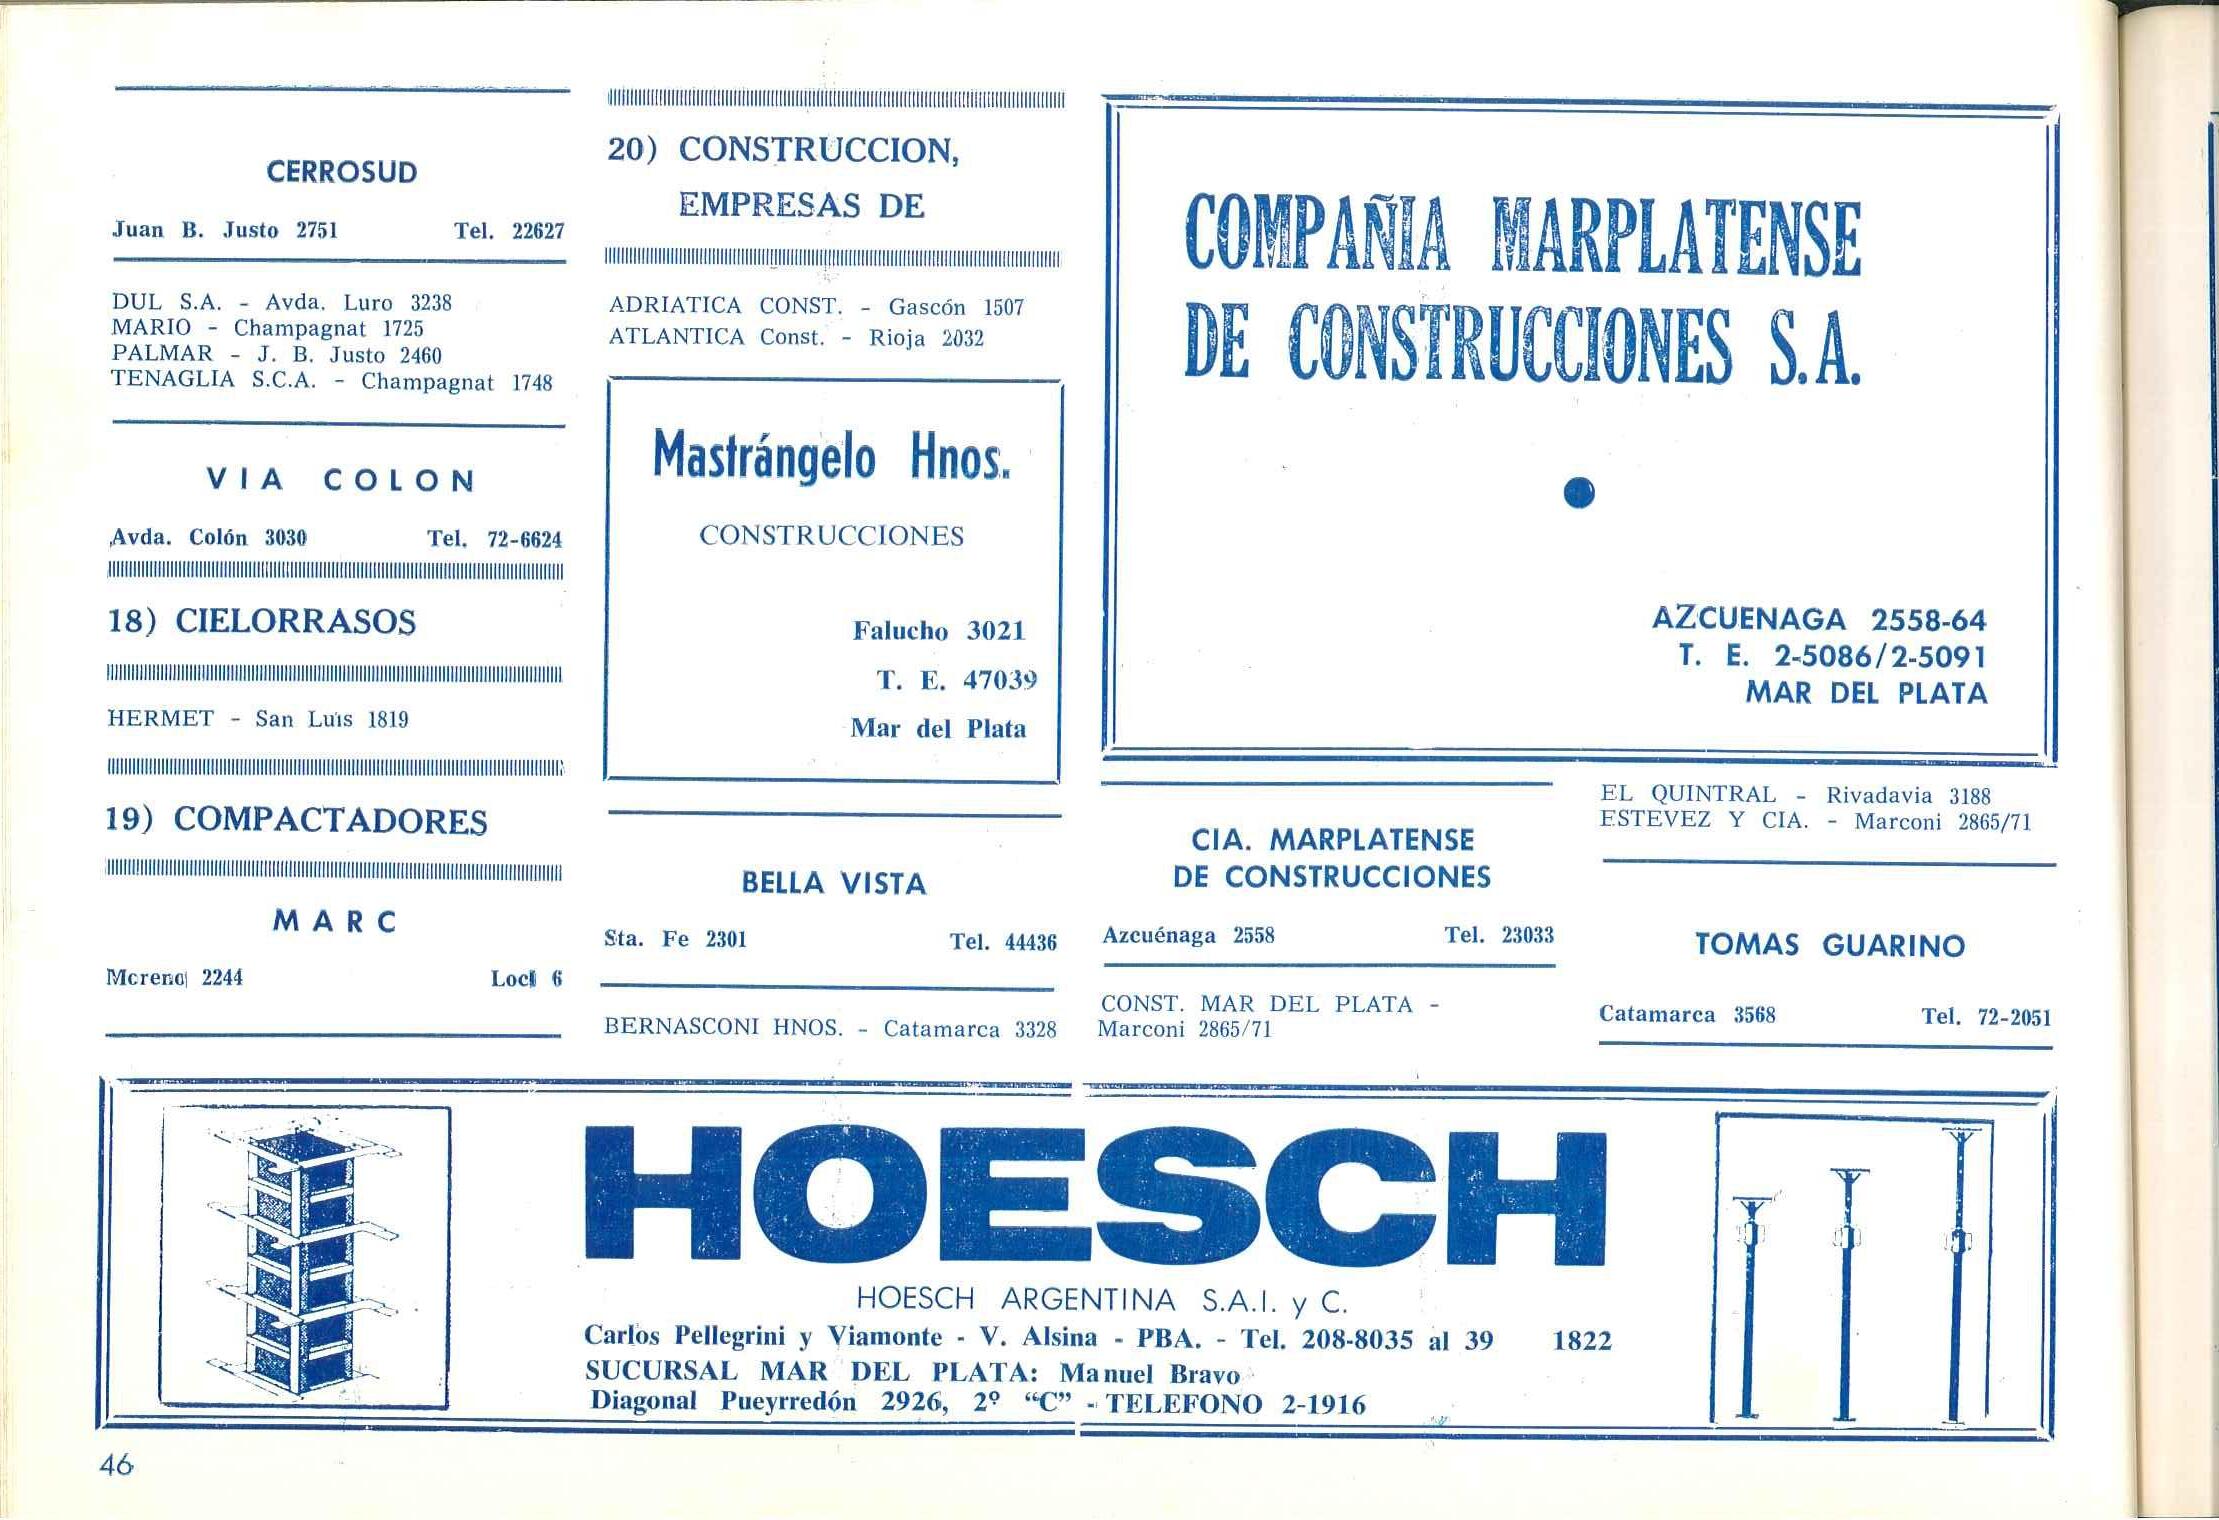 CERROSUD
Juan B. Justo 2751 Tel. 22627
DUL S.A. - Avda. Luro 3238
MARIO - Champagnat 1725
PALMAR - J. B. Justo 2460
TENAGLIA S.C.A. - Champagnat 1748
VIA COLON
Avda. Colón 3030 Tel. 72-6624
18) CIELORRASOS
HERMET - San Luis 1819
19) COMPACTADORES
MARC
Moreno 2244 Locl 6
20) CONSTRUCCION,
EMPRESAS DE
ADRIATICA CONST. - Gascón 1507
ATLANTICA Const. - Rioja 2032
Mastrángelo Hnos.
CONSTRUCCIONES
Falucho 3021
T. E. 47039
Mar del Plata
BELLA VISTA
Sta. Fe 2301 Tel. 44436
BERNASCONI HNOS. - Catamarca 3328
COMPAÑIA MARPLATENSE
DE CONSTRUCCIONES S.A.
AZCUENAGA 2558-64
T. E. 2-5086/2-5091
MAR DEL PLATA
CIA. MARPLATENSE
DE CONSTRUCCIONES
Azcuénaga 2558 Tel. 23033
CONST. MAR DEL PLATA -
Marconi 2865/71
EL QUINTRAL - Rivadavia 3188
ESTEVEZ Y CIA. - Marconi 2865/71
TOMAS GUARINO
Catamarca 3568 Tel. 72-2051
HOESCH
HOESCH ARGENTINA S.A.I. y C.
Carlos Pellegrini y Viamonte - V. Alsina - PBA. - Tel. 208-8035 al 39 1822
SUCURSAL MAR DEL PLATA: Manuel Bravo
Diagonal Pueyrredón 2926, 2º "C" - TELEFONO 2-1916
46